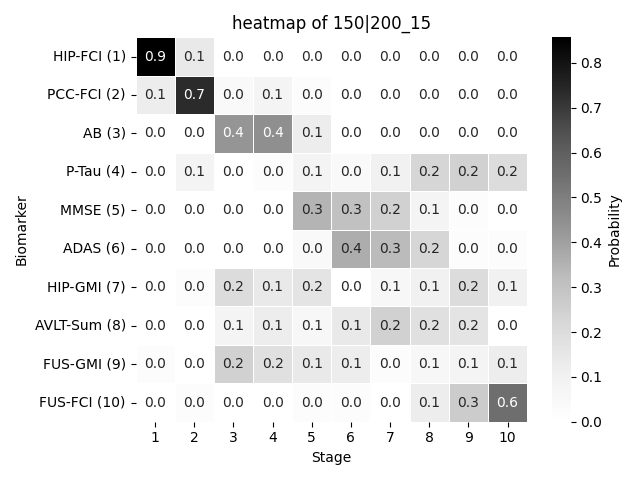 heatmap of 150|200_15
HIP-FCI (1) 0.9 0.1 0.0 0.0 0.0 0.0 0.0 0.0 0.0 0.0
PCC-FCI (2) 0.1 0.7 0.0 0.1 0.0 0.0 0.0 0.0 0.0 0.0
AB (3) 0.0 0.0 0.4 0.4 0.1 0.0 0.0 0.0 0.0 0.0
P-Tau (4) 0.0 0.1 0.0 0.0 0.1 0.0 0.1 0.2 0.2 0.2
MMSE (5) 0.0 0.0 0.0 0.0 0.3 0.3 0.2 0.1 0.0 0.0
ADAS (6) 0.0 0.0 0.0 0.0 0.0 0.4 0.3 0.2 0.0 0.0
HIP-GMI (7) 0.0 0.0 0.2 0.1 0.2 0.0 0.1 0.1 0.2 0.1
AVLT-Sum (8) 0.0 0.0 0.1 0.1 0.1 0.1 0.2 0.2 0.2 0.0
FUS-GMI (9) 0.0 0.0 0.2 0.2 0.1 0.1 0.0 0.1 0.1 0.1
FUS-FCI (10) 0.0 0.0 0.0 0.0 0.0 0.0 0.0 0.1 0.3 0.6
1 2 3 4 5 6 7 8 9 10
Stage
Biomarker
0.8
0.7
0.6
0.5
0.4
0.3
0.2
0.1
0.0
Probability